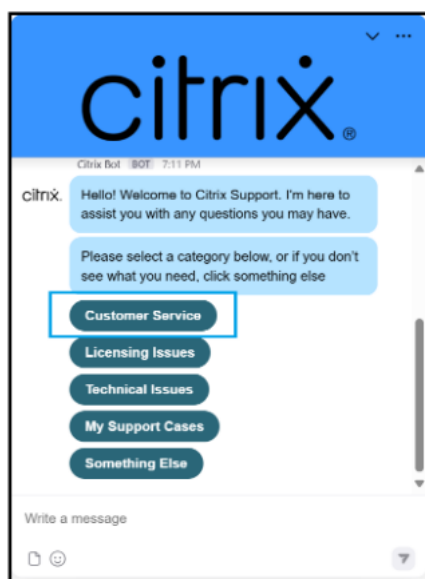 citrix®
Citrix Bot BOT 7:11 PM
citrix.
Hello! Welcome to Citrix Support. I'm here to
assist you with any questions you may have.
Please select a category below, or if you don't
see what you need, click something else
Customer Service
Licensing Issues
Technical Issues
My Support Cases
Something Else
Write a message